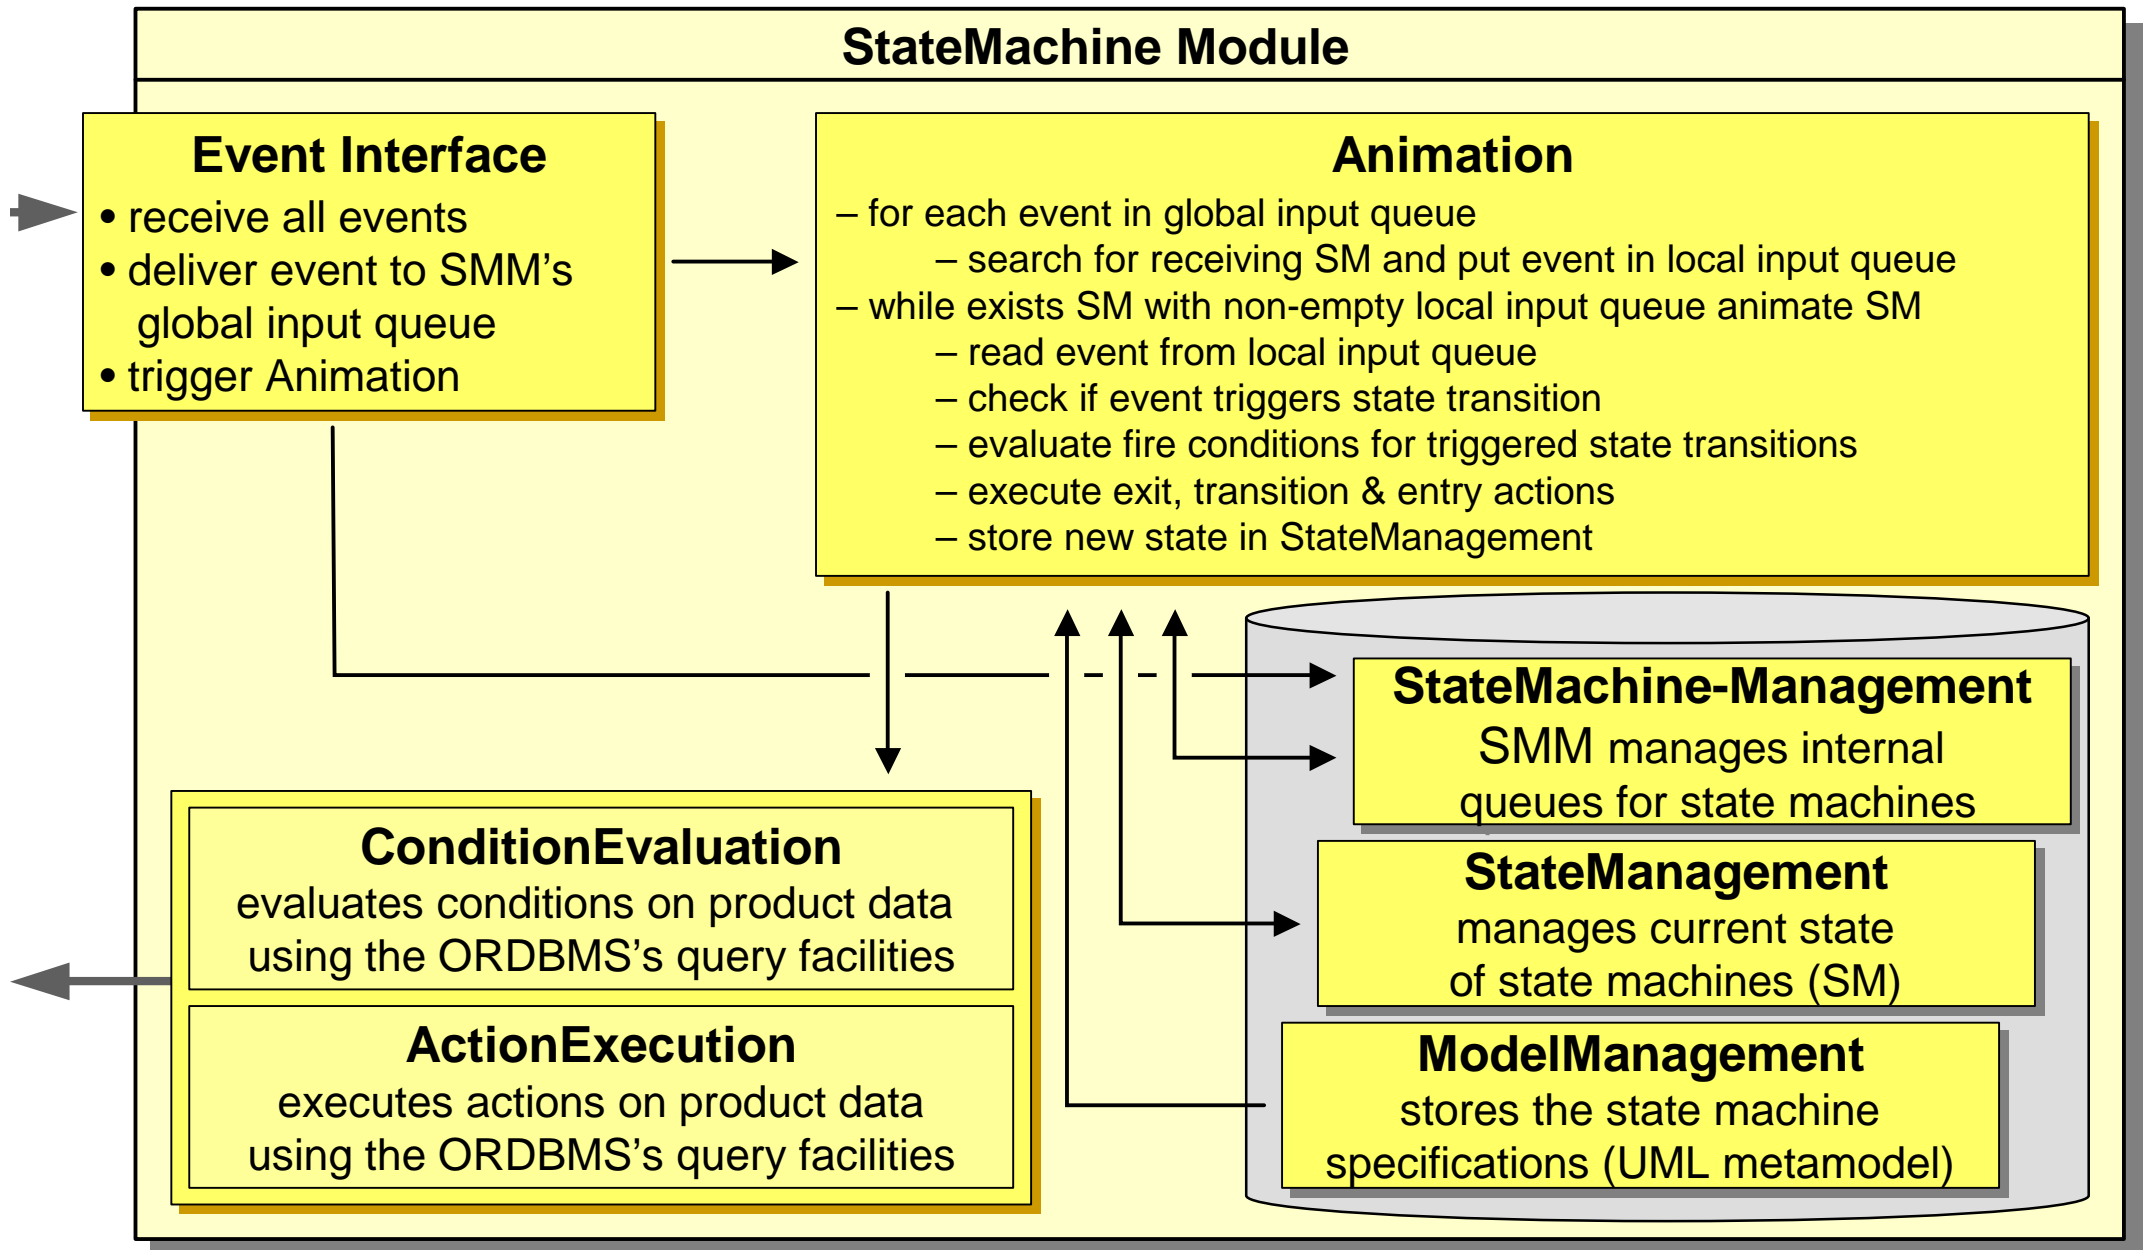 StateMachine Module
Event Interface
• receive all events
• deliver event to SMM’s
global input queue
• trigger Animation
Animation
– for each event in global input queue
– search for receiving SM and put event in local input queue
– while exists SM with non-empty local input queue animate SM
– read event from local input queue
– check if event triggers state transition
– evaluate fire conditions for triggered state transitions
– execute exit, transition & entry actions
– store new state in StateManagement
StateMachine-Management
SMM manages internal
queues for state machines
StateManagement
manages current state
of state machines (SM)
ModelManagement
stores the state machine
specifications (UML metamodel)
ConditionEvaluation
evaluates conditions on product data
using the ORDBMS’s query facilities
ActionExecution
executes actions on product data
using the ORDBMS’s query facilities